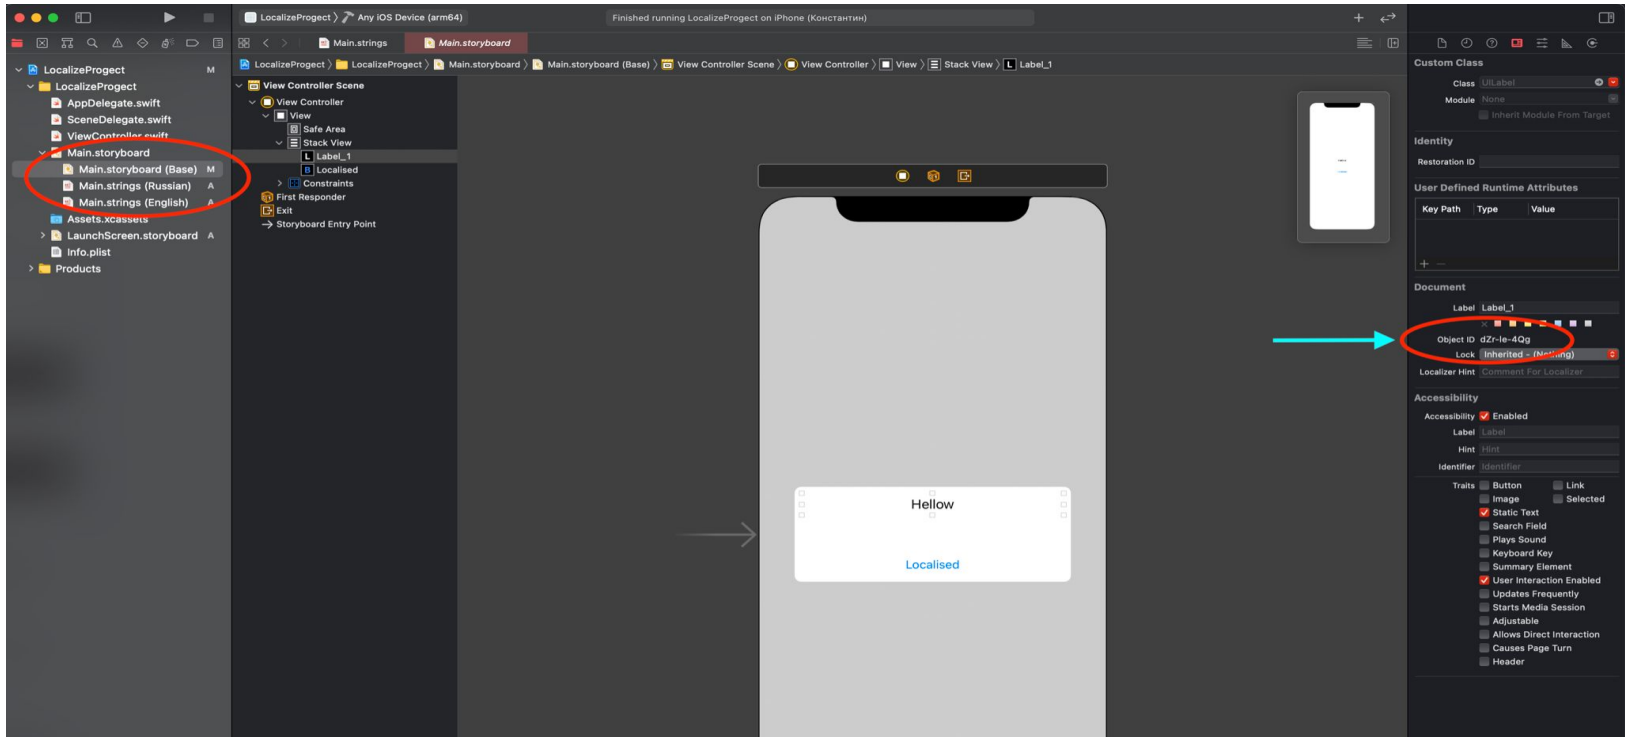 LocalizeProgect 〉 Any iOS Device (arm64)
Finished running LocalizeProgect on iPhone (Константин)
Main.strings
Main.storyboard
LocalizeProgect 〉 LocalizeProgect 〉 Main.storyboard 〉 Main.storyboard (Base) 〉 View Controller Scene 〉 View Controller 〉 View 〉 Stack View 〉 L Label_1
LocalizeProgect M
LocalizeProgect
AppDelegate.swift
SceneDelegate.swift
ViewController.swift
Main.storyboard
Main.storyboard (Base) M
Main.strings (Russian) A
Main.strings (English) A
Assets.xcassets
LaunchScreen.storyboard A
Info.plist
Products
View Controller Scene
View Controller
View
Safe Area
Stack View
L Label_1
B Localised
Constraints
First Responder
Exit
Storyboard Entry Point
Hellow
Localised
Custom Class
Class UILabel
Module None
Inherit Module From Target
Identity
Restoration ID
User Defined Runtime Attributes
Key Path Type Value
Document
Label Label_1
Object ID dZr-Ie-4Qg
Lock Inherited - (Nothing)
Localizer Hint Comment For Localizer
Accessibility
Accessibility Enabled
Label Label
Hint Hint
Identifier Identifier
Traits Button Link
Image Selected
Static Text
Search Field
Plays Sound
Keyboard Key
Summary Element
User Interaction Enabled
Updates Frequently
Starts Media Session
Adjustable
Allows Direct Interaction
Causes Page Turn
Header